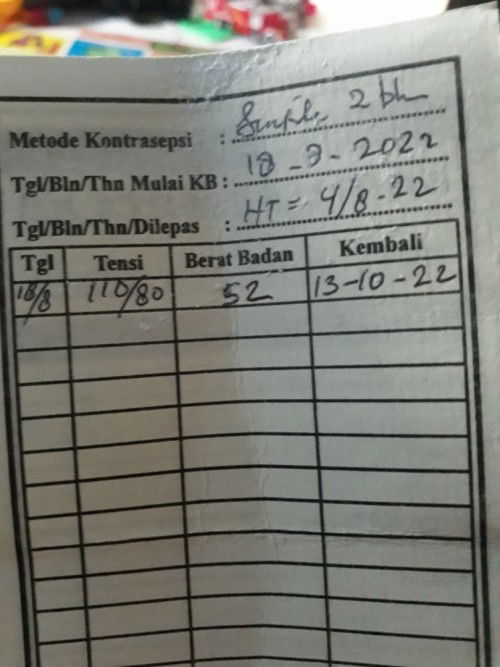 Metode Kontrasepsi : 2 bln
Tgl/Bln/Thn Mulai KB : 18-8-2022
Tgl/Bln/Thn/Dilepas : HT = 4/8-22
Tgl Tensi Berat Badan Kembali
18/8 110/80 52 13-10-22